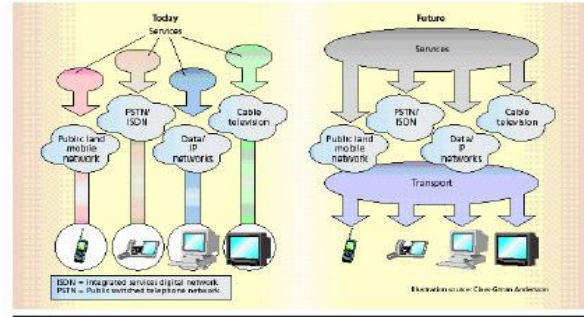 Today
Services
PSTN/
ISDN
Cable
television
Public land
mobile
network
Data/
IP
networks
Future
Services
PSTN/
ISDN
Cable
television
Public land
mobile
network
Data/
IP
networks
Transport
ISDN = Integrated services digital network
PSTN = Public switched telephone network
Illustration source: Claes-Göran Andersson